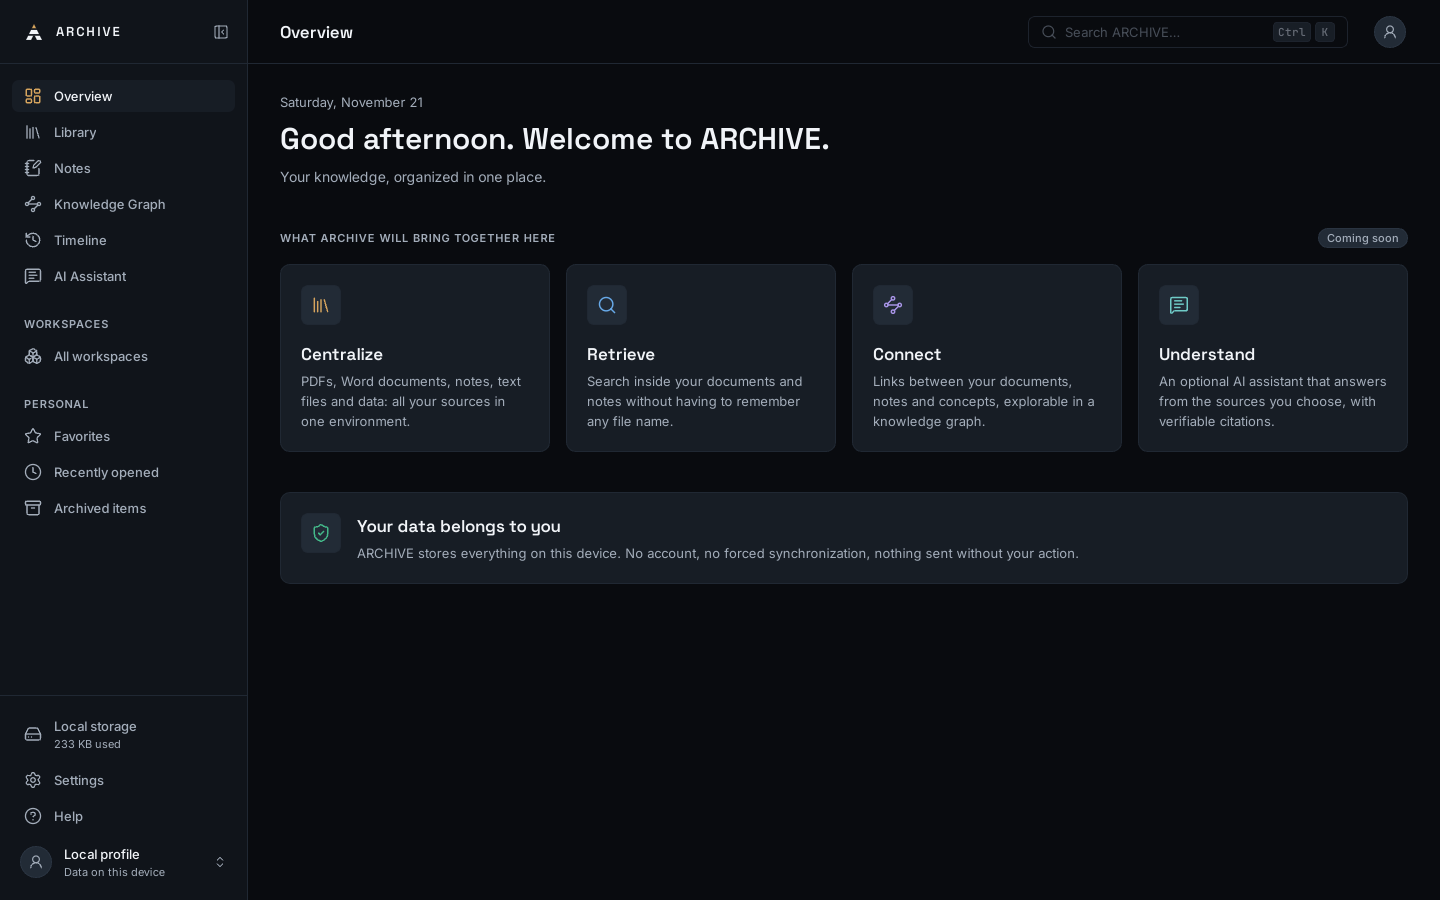 ARCHIVE
Overview
Library
Notes
Knowledge Graph
Timeline
AI Assistant
WORKSPACES
All workspaces
PERSONAL
Favorites
Recently opened
Archived items
Local storage
233 KB used
Settings
Help
Local profile
Data on this device
Overview
Search ARCHIVE...
Ctrl K
Saturday, November 21
Good afternoon. Welcome to ARCHIVE.
Your knowledge, organized in one place.
WHAT ARCHIVE WILL BRING TOGETHER HERE
Coming soon
Centralize
PDFs, Word documents, notes, text
files and data: all your sources in
one environment.
Retrieve
Search inside your documents and
notes without having to remember
any file name.
Connect
Links between your documents,
notes and concepts, explorable in a
knowledge graph.
Understand
An optional AI assistant that answers
from the sources you choose, with
verifiable citations.
Your data belongs to you
ARCHIVE stores everything on this device. No account, no forced synchronization, nothing sent without your action.